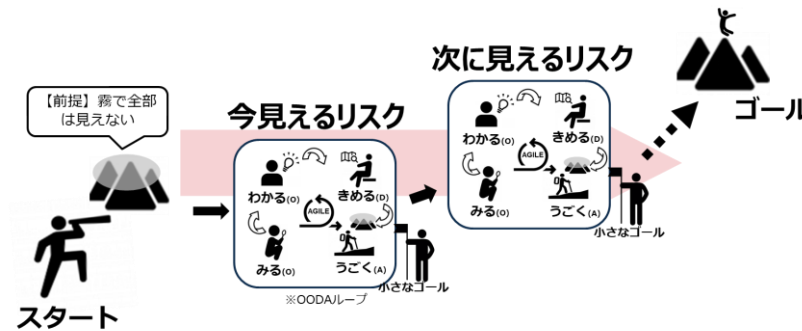 【前提】霧で全部
は見えない
スタート
今見えるリスク
わかる(O)
きめる(D)
AGILE
みる(O)
うごく(A)
小さなゴール
※OODAループ
次に見えるリスク
わかる(O)
きめる(D)
AGILE
みる(O)
うごく(A)
小さなゴール
ゴール